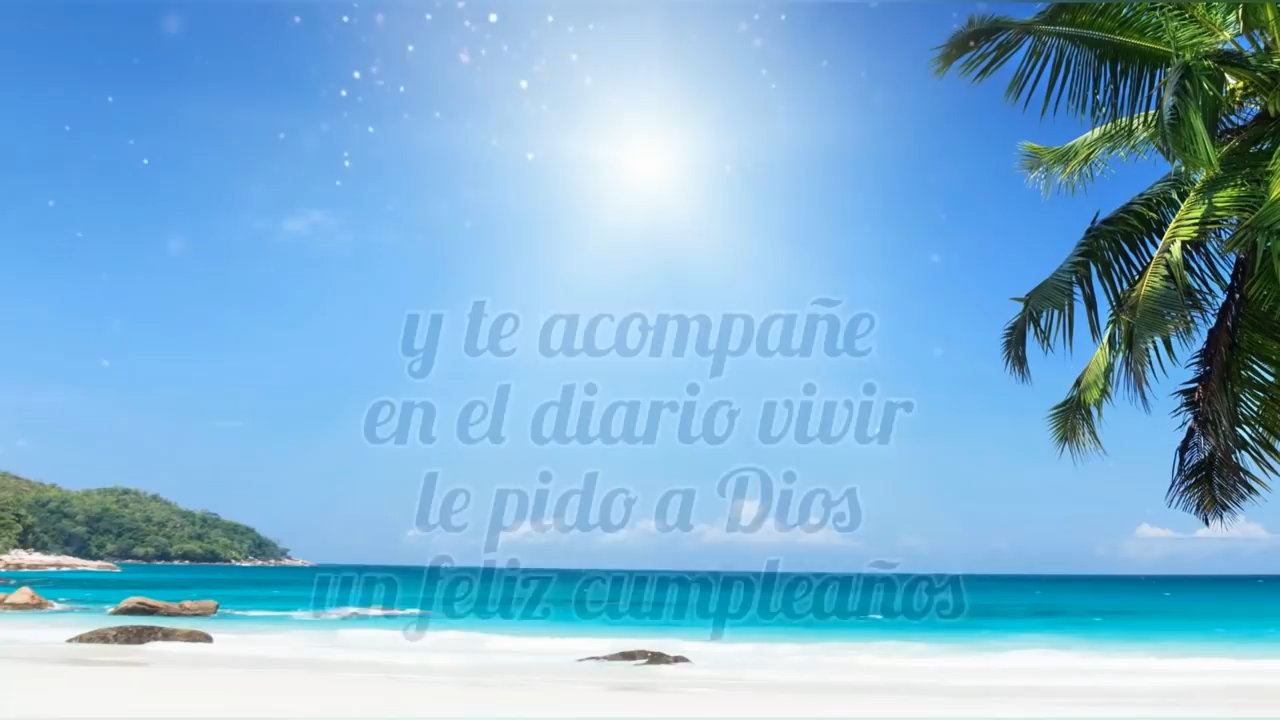 y te acompañe
en el diario vivir
le pido a Dios
un feliz cumpleaños